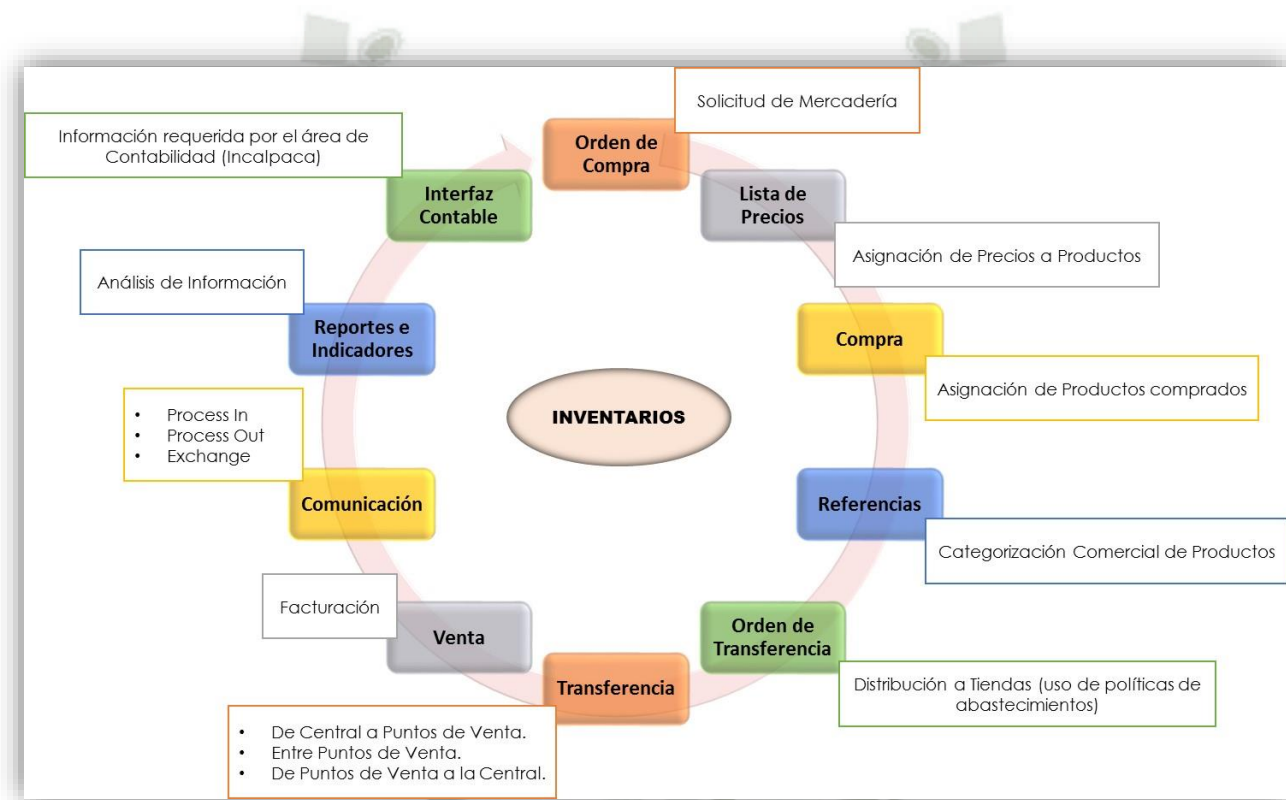 Solicitud de Mercadería
Orden de
Compra
Información requerida por el área de
Contabilidad (Incalpaca)
Interfaz
Contable
Lista de
Precios
Asignación de Precios a Productos
Análisis de Información
Reportes e
Indicadores
Compra
Asignación de Productos comprados
INVENTARIOS
• Process In
• Process Out
• Exchange
Comunicación
Referencias
Categorización Comercial de Productos
Facturación
Venta
Orden de
Transferencia
Distribución a Tiendas (uso de políticas de
abastecimientos)
Transferencia
• De Central a Puntos de Venta.
• Entre Puntos de Venta.
• De Puntos de Venta a la Central.